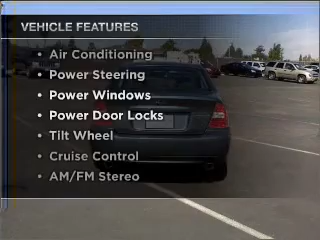 VEHICLE FEATURES
• Air Conditioning
• Power Steering
• Power Windows
• Power Door Locks
• Tilt Wheel
• Cruise Control
• AM/FM Stereo